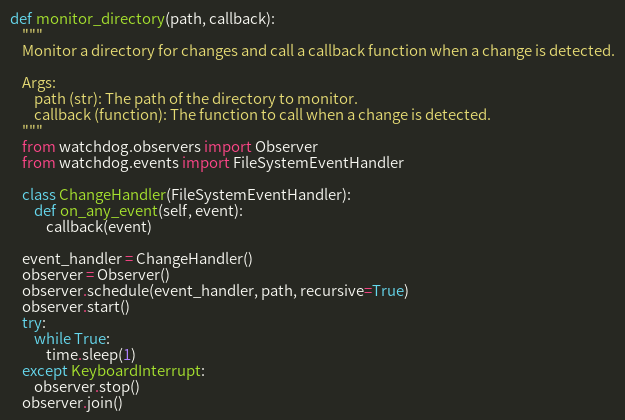 def monitor_directory(path, callback):
    """
    Monitor a directory for changes and call a callback function when a change is detected.

    Args:
        path (str): The path of the directory to monitor.
        callback (function): The function to call when a change is detected.
    """
    from watchdog.observers import Observer
    from watchdog.events import FileSystemEventHandler

    class ChangeHandler(FileSystemEventHandler):
        def on_any_event(self, event):
            callback(event)

    event_handler = ChangeHandler()
    observer = Observer()
    observer.schedule(event_handler, path, recursive=True)
    observer.start()
    try:
        while True:
            time.sleep(1)
    except KeyboardInterrupt:
        observer.stop()
    observer.join()